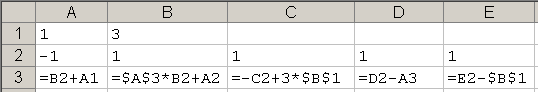 A B C D E
1 1 3
2 -1 1 1 1 1
3 =B2+A1 =$A$3*B2+A2 =-C2+3*$B$1 =D2-A3 =E2-$B$1